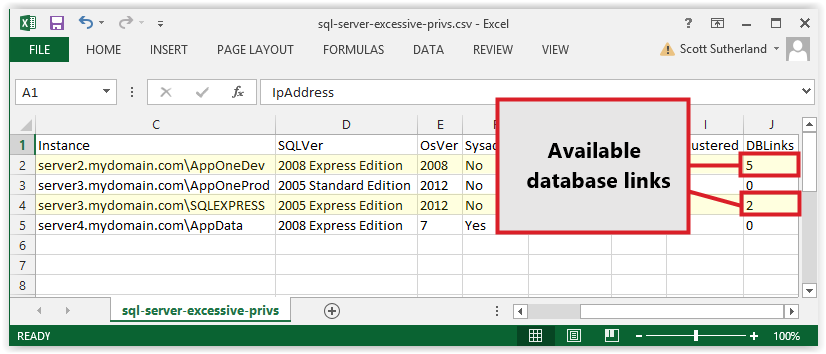 sql-server-excessive-privs.csv - Excel
FILE HOME INSERT PAGE LAYOUT FORMULAS DATA REVIEW VIEW Scott Sutherland
A1 fx IpAddress
C D E I J
1 Instance SQLVer OsVer Sysad ustered DBLinks
2 server2.mydomain.com\AppOneDev 2008 Express Edition 2008 No 5
3 server3.mydomain.com\AppOneProd 2005 Standard Edition 2012 No 0
4 server3.mydomain.com\SQLEXPRESS 2005 Express Edition 2012 No 2
5 server4.mydomain.com\AppData 2008 Express Edition 7 Yes 0
6
7
8
Available
database links
sql-server-excessive-privs
READY 100%